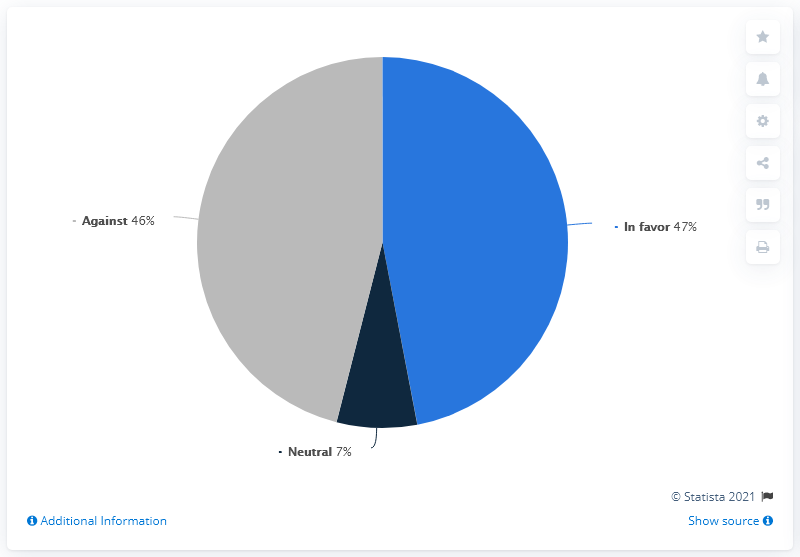 Against 46%
In favor 47%
Neutral 7%
© Statista 2021
Additional Information
Show source